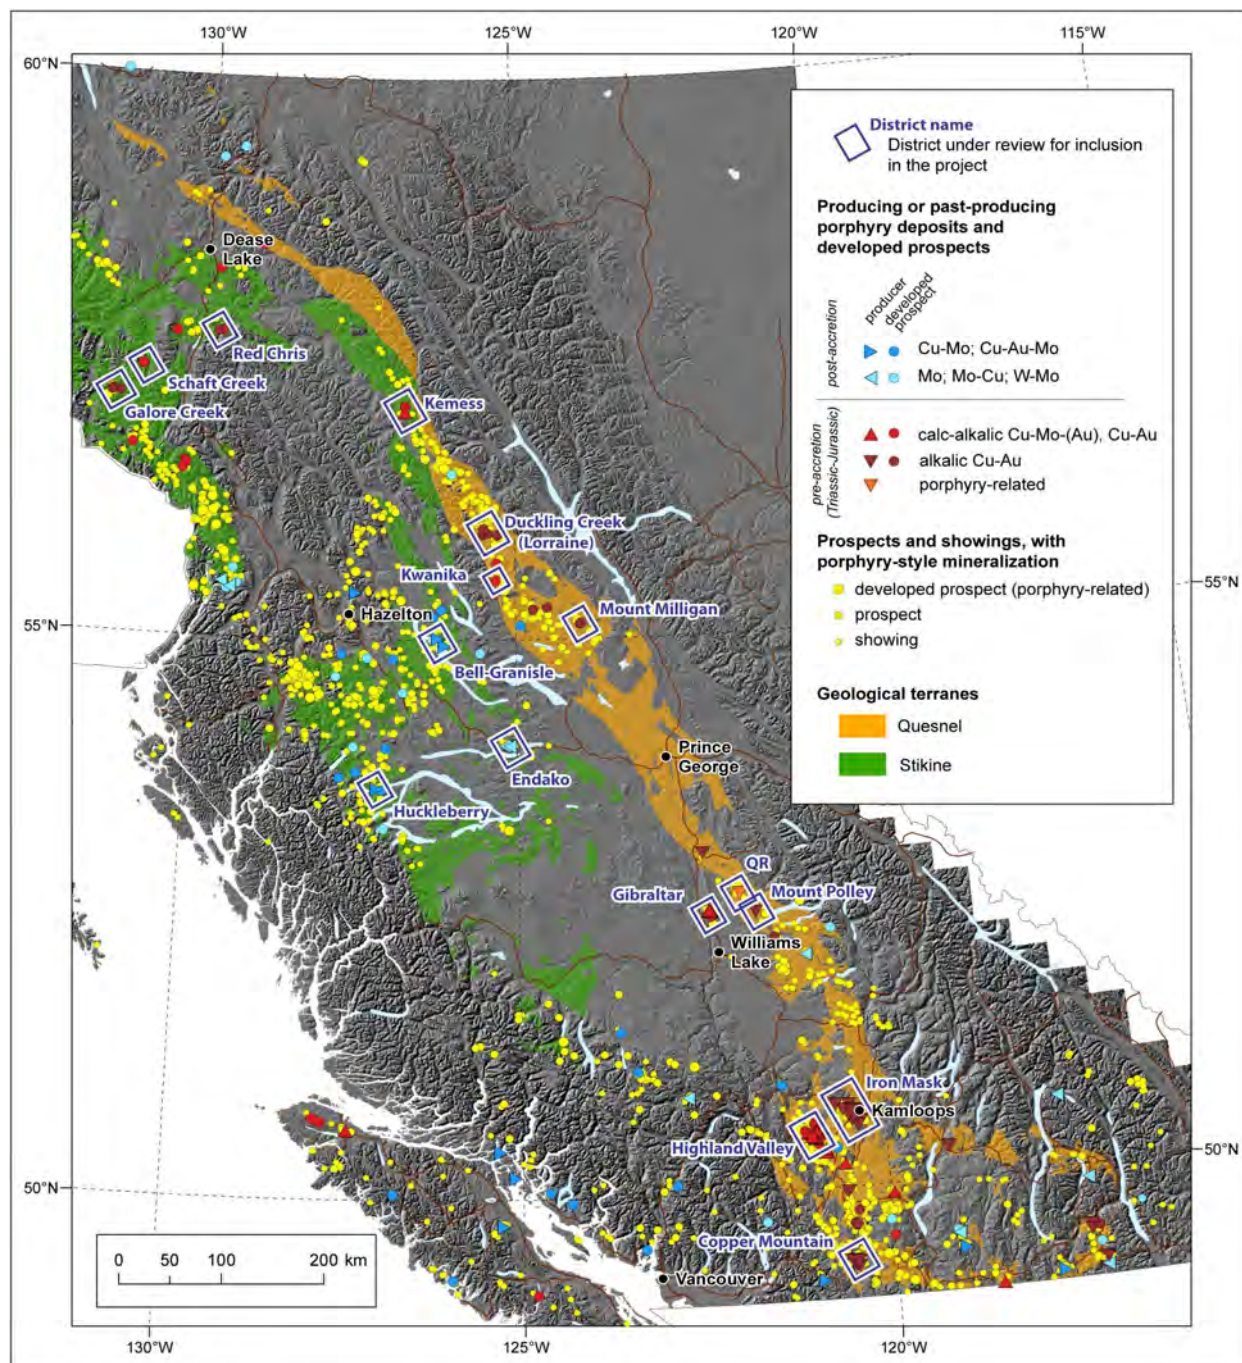 130°W
125°W
120°W
115°W
60°N
District name
District under review for inclusion
in the project
Producing or past-producing
porphyry deposits and
developed prospects
producer
developed
prospect
post-accretion
Cu-Mo; Cu-Au-Mo
Mo; Mo-Cu; W-Mo
pre-accretion
(Triassic-Jurassic)
calc-alkalic Cu-Mo-(Au), Cu-Au
alkalic Cu-Au
porphyry-related
Prospects and showings, with
porphyry-style mineralization
developed prospect (porphyry-related)
prospect
showing
Geological terranes
Quesnel
Stikine
Dease
Lake
Red Chris
Schaft Creek
Galore Creek
Kemess
Duckling Creek
(Lorraine)
Kwanika
55°N
Mount Milligan
Hazelton
55°N
Bell-Granisle
Prince
George
Endako
Huckleberry
QR
Gibraltar
Mount Polley
Williams
Lake
Iron Mask
Kamloops
Highland Valley
50°N
50°N
Copper Mountain
Vancouver
0
50
100
200 km
130°W
125°W
120°W